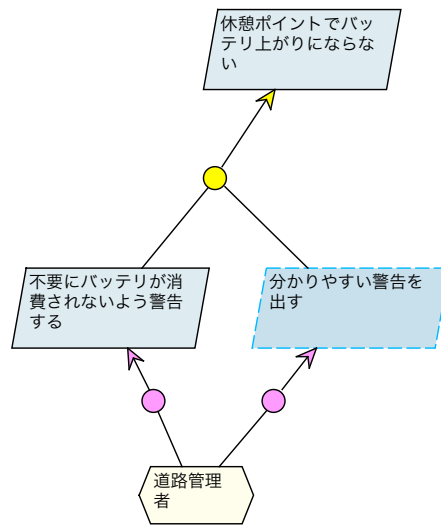 休憩ポイントでバッ
テリ上がりにならな
い
不要にバッテリが消
費されないよう警告
する
分かりやすい警告を
出す
道路管理
者